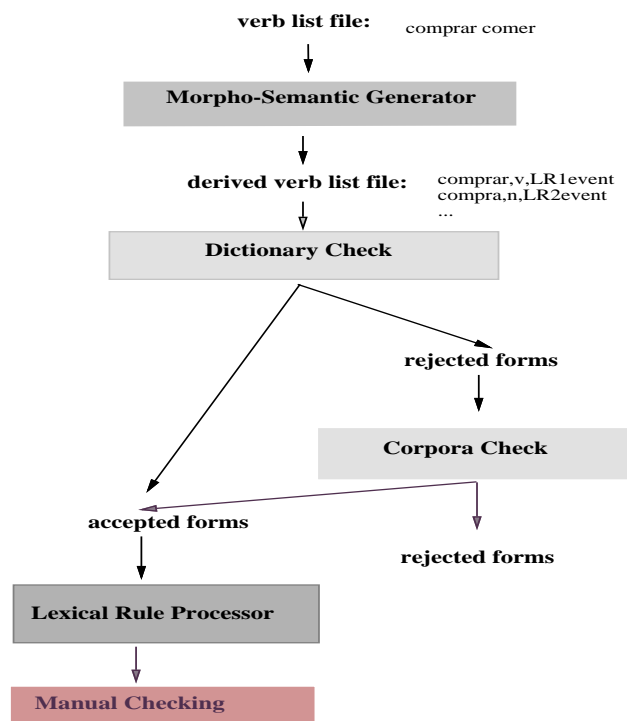 verb list file: comprar comer
Morpho-Semantic Generator
derived verb list file: comprar,v,LR1event
compra,n,LR2event
...
Dictionary Check
rejected forms
Corpora Check
accepted forms
rejected forms
Lexical Rule Processor
Manual Checking